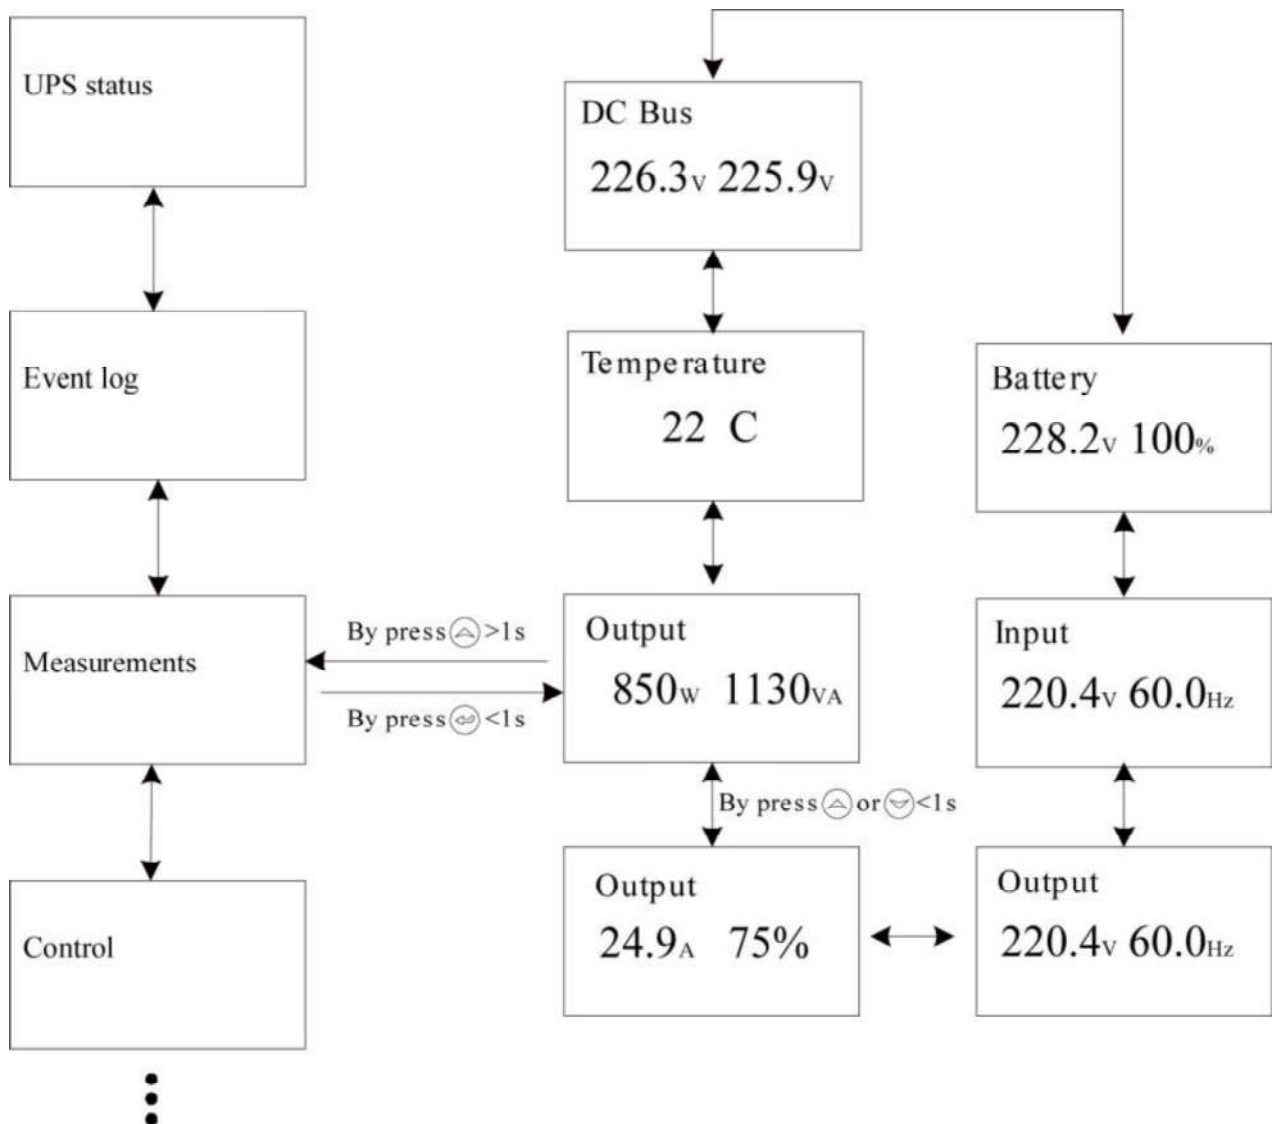 UPS status
Event log
Measurements
Control
By press >1s
By press <1s
DC Bus
226.3V 225.9V
Temperature
22 C
Output
850W 1130VA
By press or <1s
Output
24.9A 75%
Battery
228.2V 100%
Input
220.4V 60.0Hz
Output
220.4V 60.0Hz